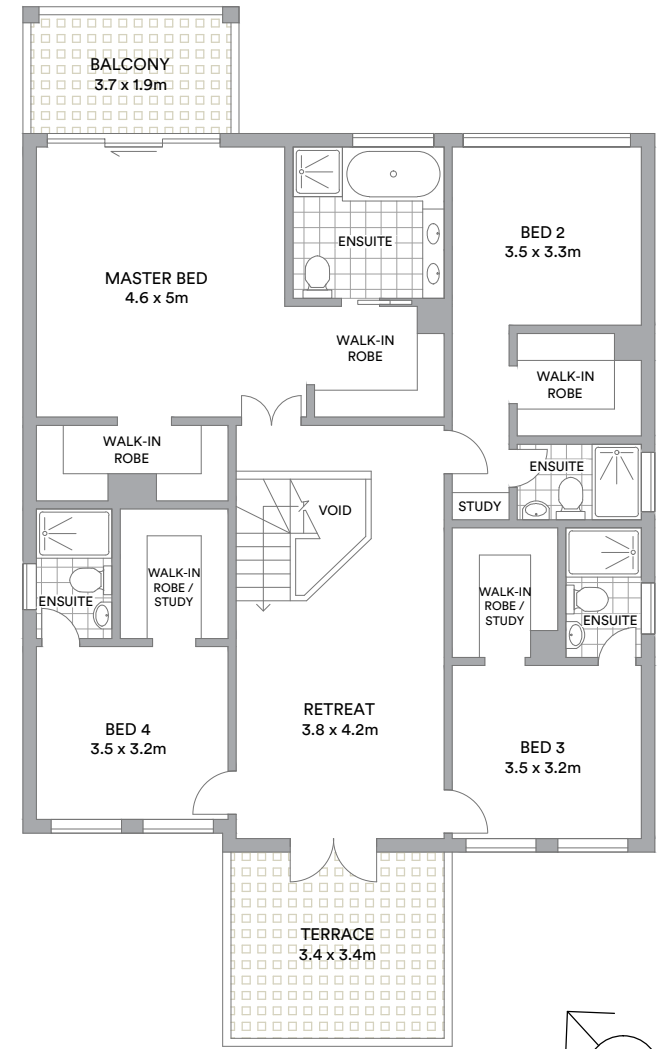 BALCONY
3.7 x 1.9m
MASTER BED
4.6 x 5m
ENSUITE
BED 2
3.5 x 3.3m
WALK-IN
ROBE
WALK-IN
ROBE
WALK-IN
ROBE
ENSUITE
STUDY
VOID
WALK-IN
ROBE /
STUDY
ENSUITE
WALK-IN
ROBE /
STUDY
ENSUITE
RETREAT
3.8 x 4.2m
BED 4
3.5 x 3.2m
BED 3
3.5 x 3.2m
TERRACE
3.4 x 3.4m